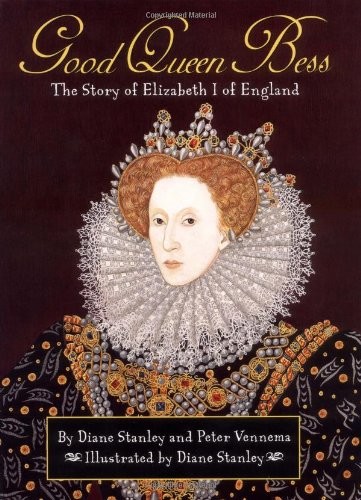 Good Queen Bess
The Story of Elizabeth I of England
By Diane Stanley and Peter Vennema
Illustrated by Diane Stanley